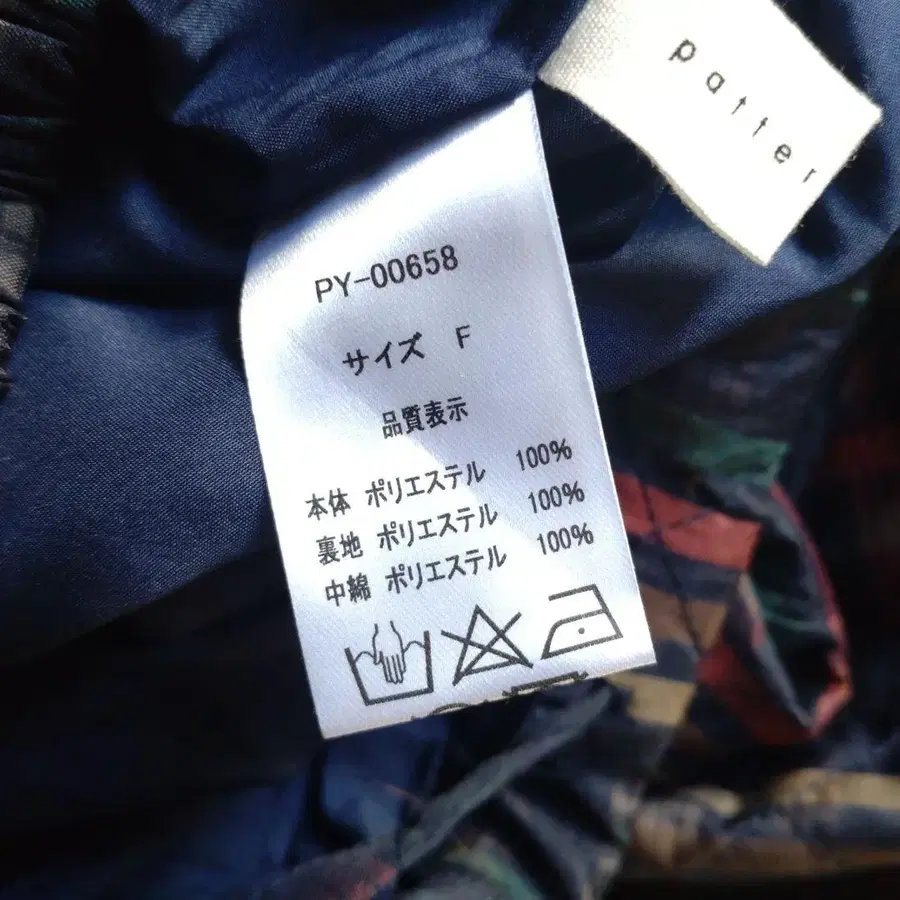 patter
PY-00658
サイズ F
品質表示
本体 ポリエステル 100%
裏地 ポリエステル 100%
中綿 ポリエステル 100%